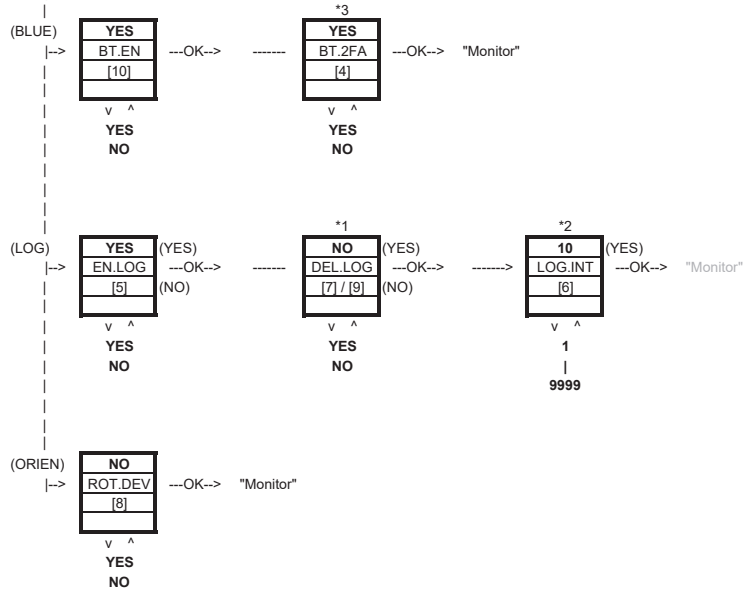 *3
(BLUE) YES YES
|--> BT.EN ---OK--> ------- BT.2FA ---OK--> "Monitor"
[10] [4]
v ^ v ^
YES YES
NO NO
*1 *2
(LOG) YES (YES) NO (YES) 10 (YES)
|--> EN.LOG ---OK--> ------- DEL.LOG ---OK--> -------> LOG.INT ---OK--> "Monitor"
[5] (NO) [7] / [9] (NO) [6]
v ^ v ^ v ^
YES YES 1
NO NO |
9999
(ORIEN) NO
|--> ROT.DEV ---OK--> "Monitor"
[8]
v ^
YES
NO